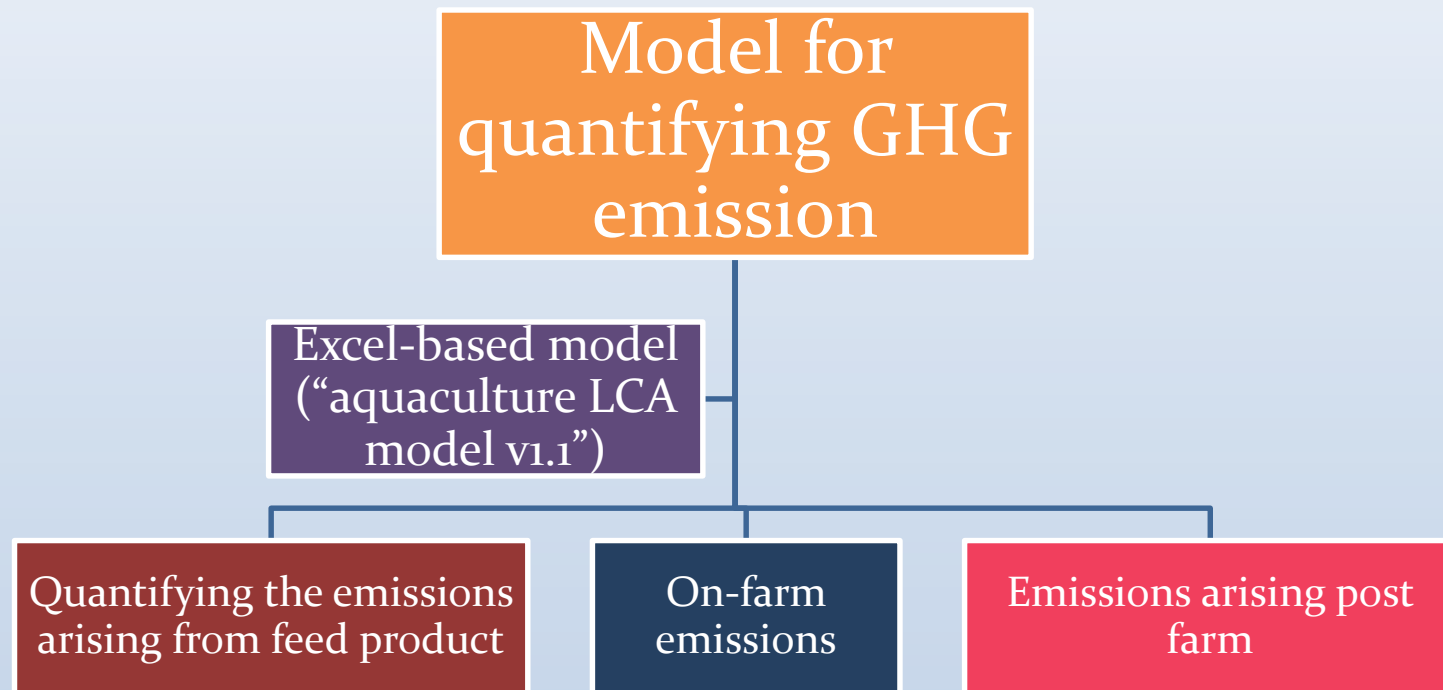 Model for
quantifying GHG
emission
Excel-based model
(“aquaculture LCA
model v1.1”)
Quantifying the emissions
arising from feed product
On-farm
emissions
Emissions arising post
farm